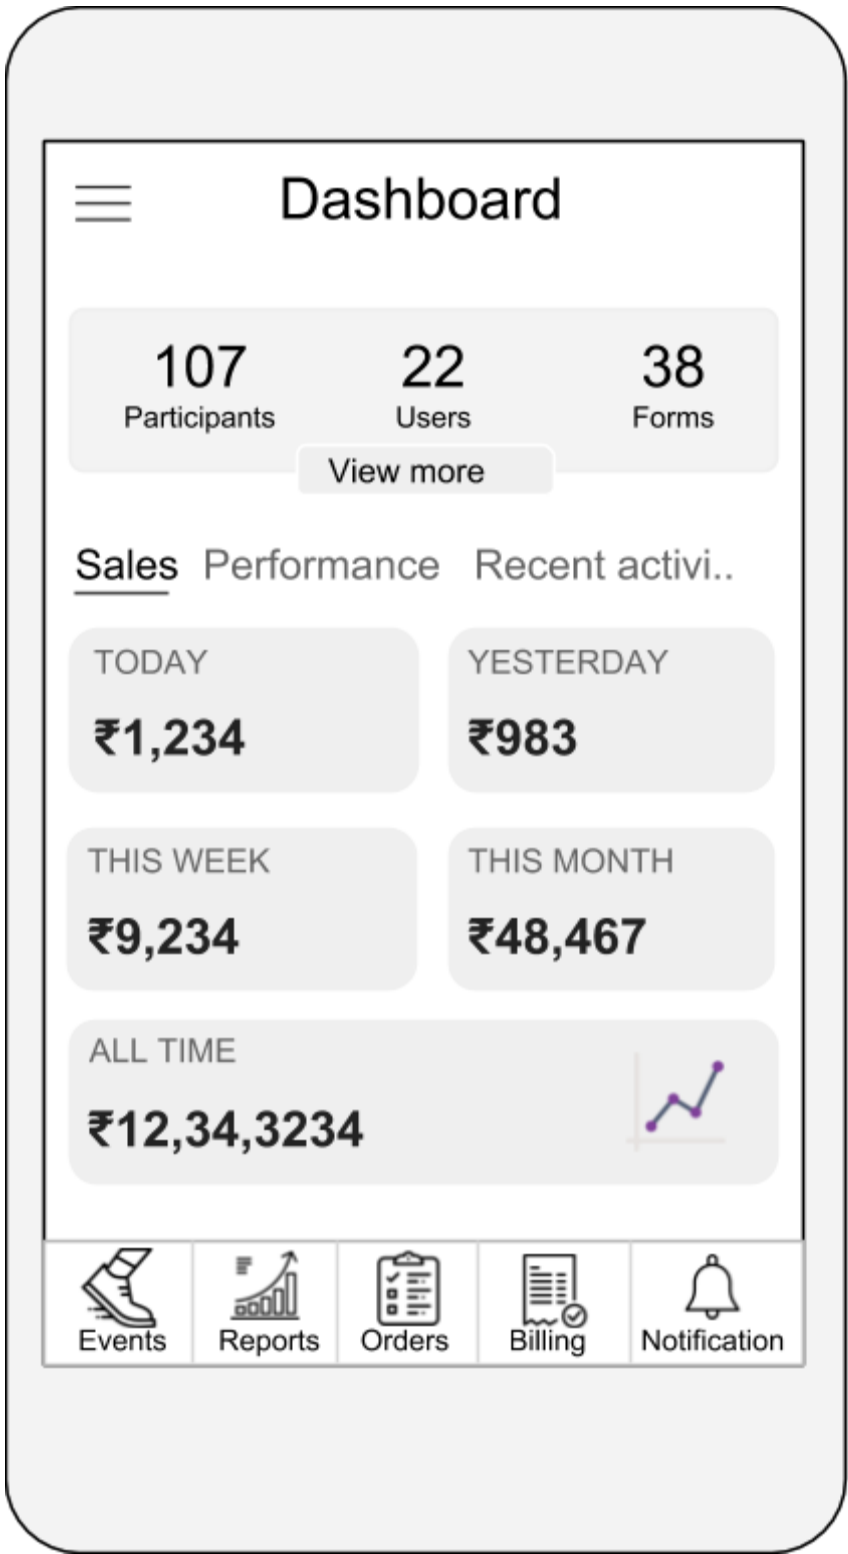 Dashboard
107 22 38
Participants Users Forms
View more
Sales Performance Recent activi..
TODAY YESTERDAY
₹1,234 ₹983
THIS WEEK THIS MONTH
₹9,234 ₹48,467
ALL TIME
₹12,34,3234
Events Reports Orders Billing Notification